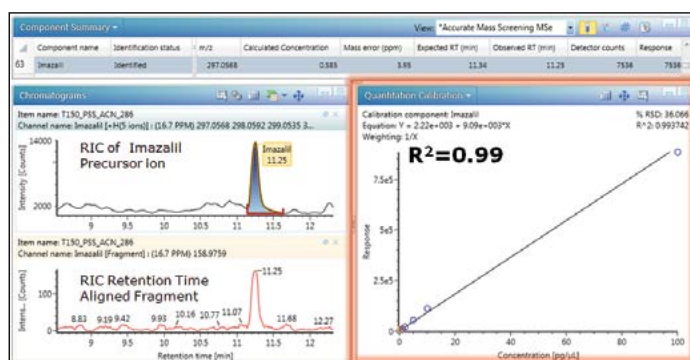 Component Summary
View: *Accurate Mass Screening MSe
Component name Identification status m/z Calculated Concentration Mass error (ppm) Expected RT (min) Observed RT (min) Detector counts Response
63 Imazalil Identified 297.0568 0.585 3.95 11.34 11.25 7536 7536
Chromatograms
Item name: T150_PSS_ACN_286
Channel name: Imazalil [+H(5 ions)] : (16.7 PPM) 297.0568 298.0592 299.0535 3...
14000
2000
Intensity [Counts]
RIC of Imazalil
Precursor ion
Imazalil
11.25
9 9.5 10 10.5 11 11.5 12
Item name: T150_PSS_ACN_286
Channel name: Imazalil [Fragment] : (16.7 PPM) 158.9759
100
0
Intens... [Counts]
RIC Retention Time
Aligned Fragment
11.25
8.83 9.19 9.42 9.93 10.16 10.77 11.07 11.68 12.27
9 9.5 10 10.5 11 11.5 12
Retention time [min]
Quantitation Calibration
Calibration component: Imazalil
Equation: Y = 2.22e+003 + 9.09e+003*X
Weighting: 1/X
% RSD: 36.066
R^2: 0.993742
R2=0.99
7.5e5
5e5
2.5e5
0
Response
0 20 40 60 80 100
Concentration [pg/µL]